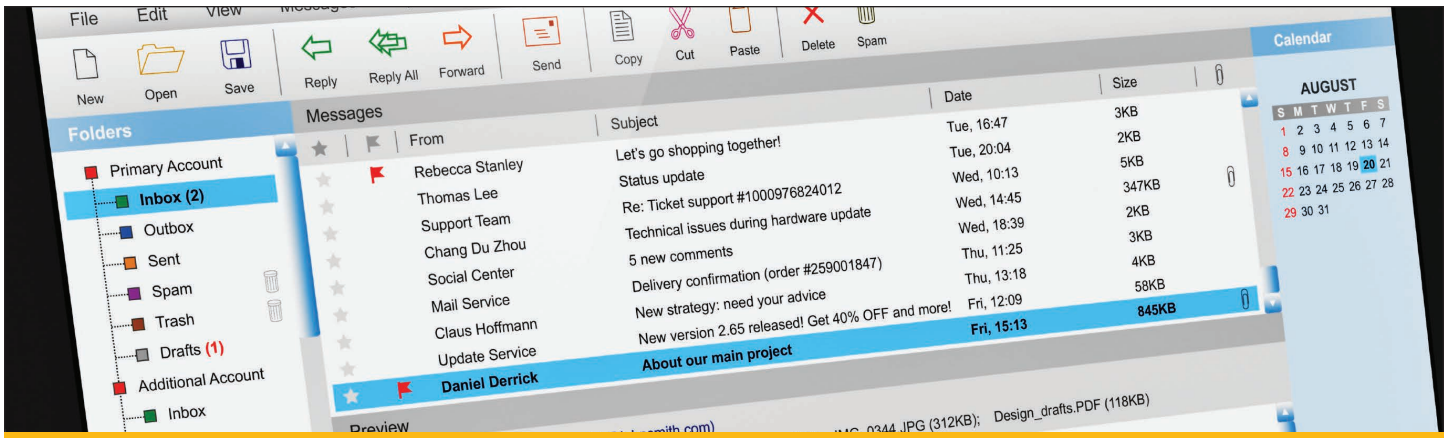 File Edit View Messages
New Open Save Reply Reply All Forward Send Copy Cut Paste Delete Spam
Folders
Primary Account
Inbox (2)
Outbox
Sent
Spam
Trash
Drafts (1)
Additional Account
Inbox
Messages
From Subject Date Size
Rebecca Stanley Let's go shopping together! Tue, 16:47 3KB
Thomas Lee Status update Tue, 20:04 2KB
Support Team Re: Ticket support #1000976824012 Wed, 10:13 5KB
Chang Du Zhou Technical issues during hardware update Wed, 14:45 347KB
Social Center 5 new comments Wed, 18:39 2KB
Mail Service Delivery confirmation (order #259001847) Thu, 11:25 3KB
Claus Hoffmann New strategy: need your advice Thu, 13:18 4KB
Update Service New version 2.65 released! Get 40% OFF and more! Fri, 12:09 58KB
Daniel Derrick About our main project Fri, 15:13 845KB
Preview
JPG (312KB); Design_drafts.PDF (118KB)
Calendar
AUGUST
S M T W T F S
1 2 3 4 5 6 7
8 9 10 11 12 13 14
15 16 17 18 19 20 21
22 23 24 25 26 27 28
29 30 31